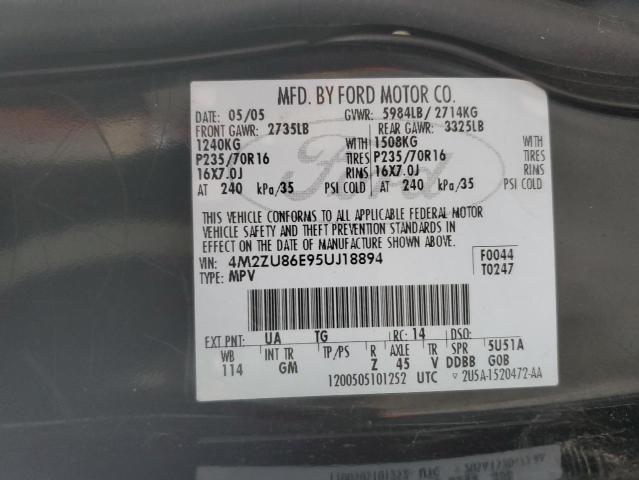 MFD. BY FORD MOTOR CO.
DATE: 05/05 GVWR: 5984LB/ 2714KG
FRONT GAWR: 2735LB REAR GAWR: 3325LB
1240KG WITH 1508KG WITH
P235/70R16 TIRES P235/70R16 TIRES
16X7.0J RIMS 16X7.0J RIMS
AT 240 kPa/35 PSI COLD AT 240 kPa/35 PSI COLD
Ford
THIS VEHICLE CONFORMS TO ALL APPLICABLE FEDERAL MOTOR
VEHICLE SAFETY AND THEFT PREVENTION STANDARDS IN
EFFECT ON THE DATE OF MANUFACTURE SHOWN ABOVE.
VIN: 4M2ZU86E95UJ18894 F0044
TYPE: MPV T0247
EXT PNT: UA TG RC: 14 DSO:
WB INT TR TP/PS R AXLE TR SPR 5U51A
114 GM Z 45 V DDBB G0B
1200505101252 UTC 2U5A-1520472-AA